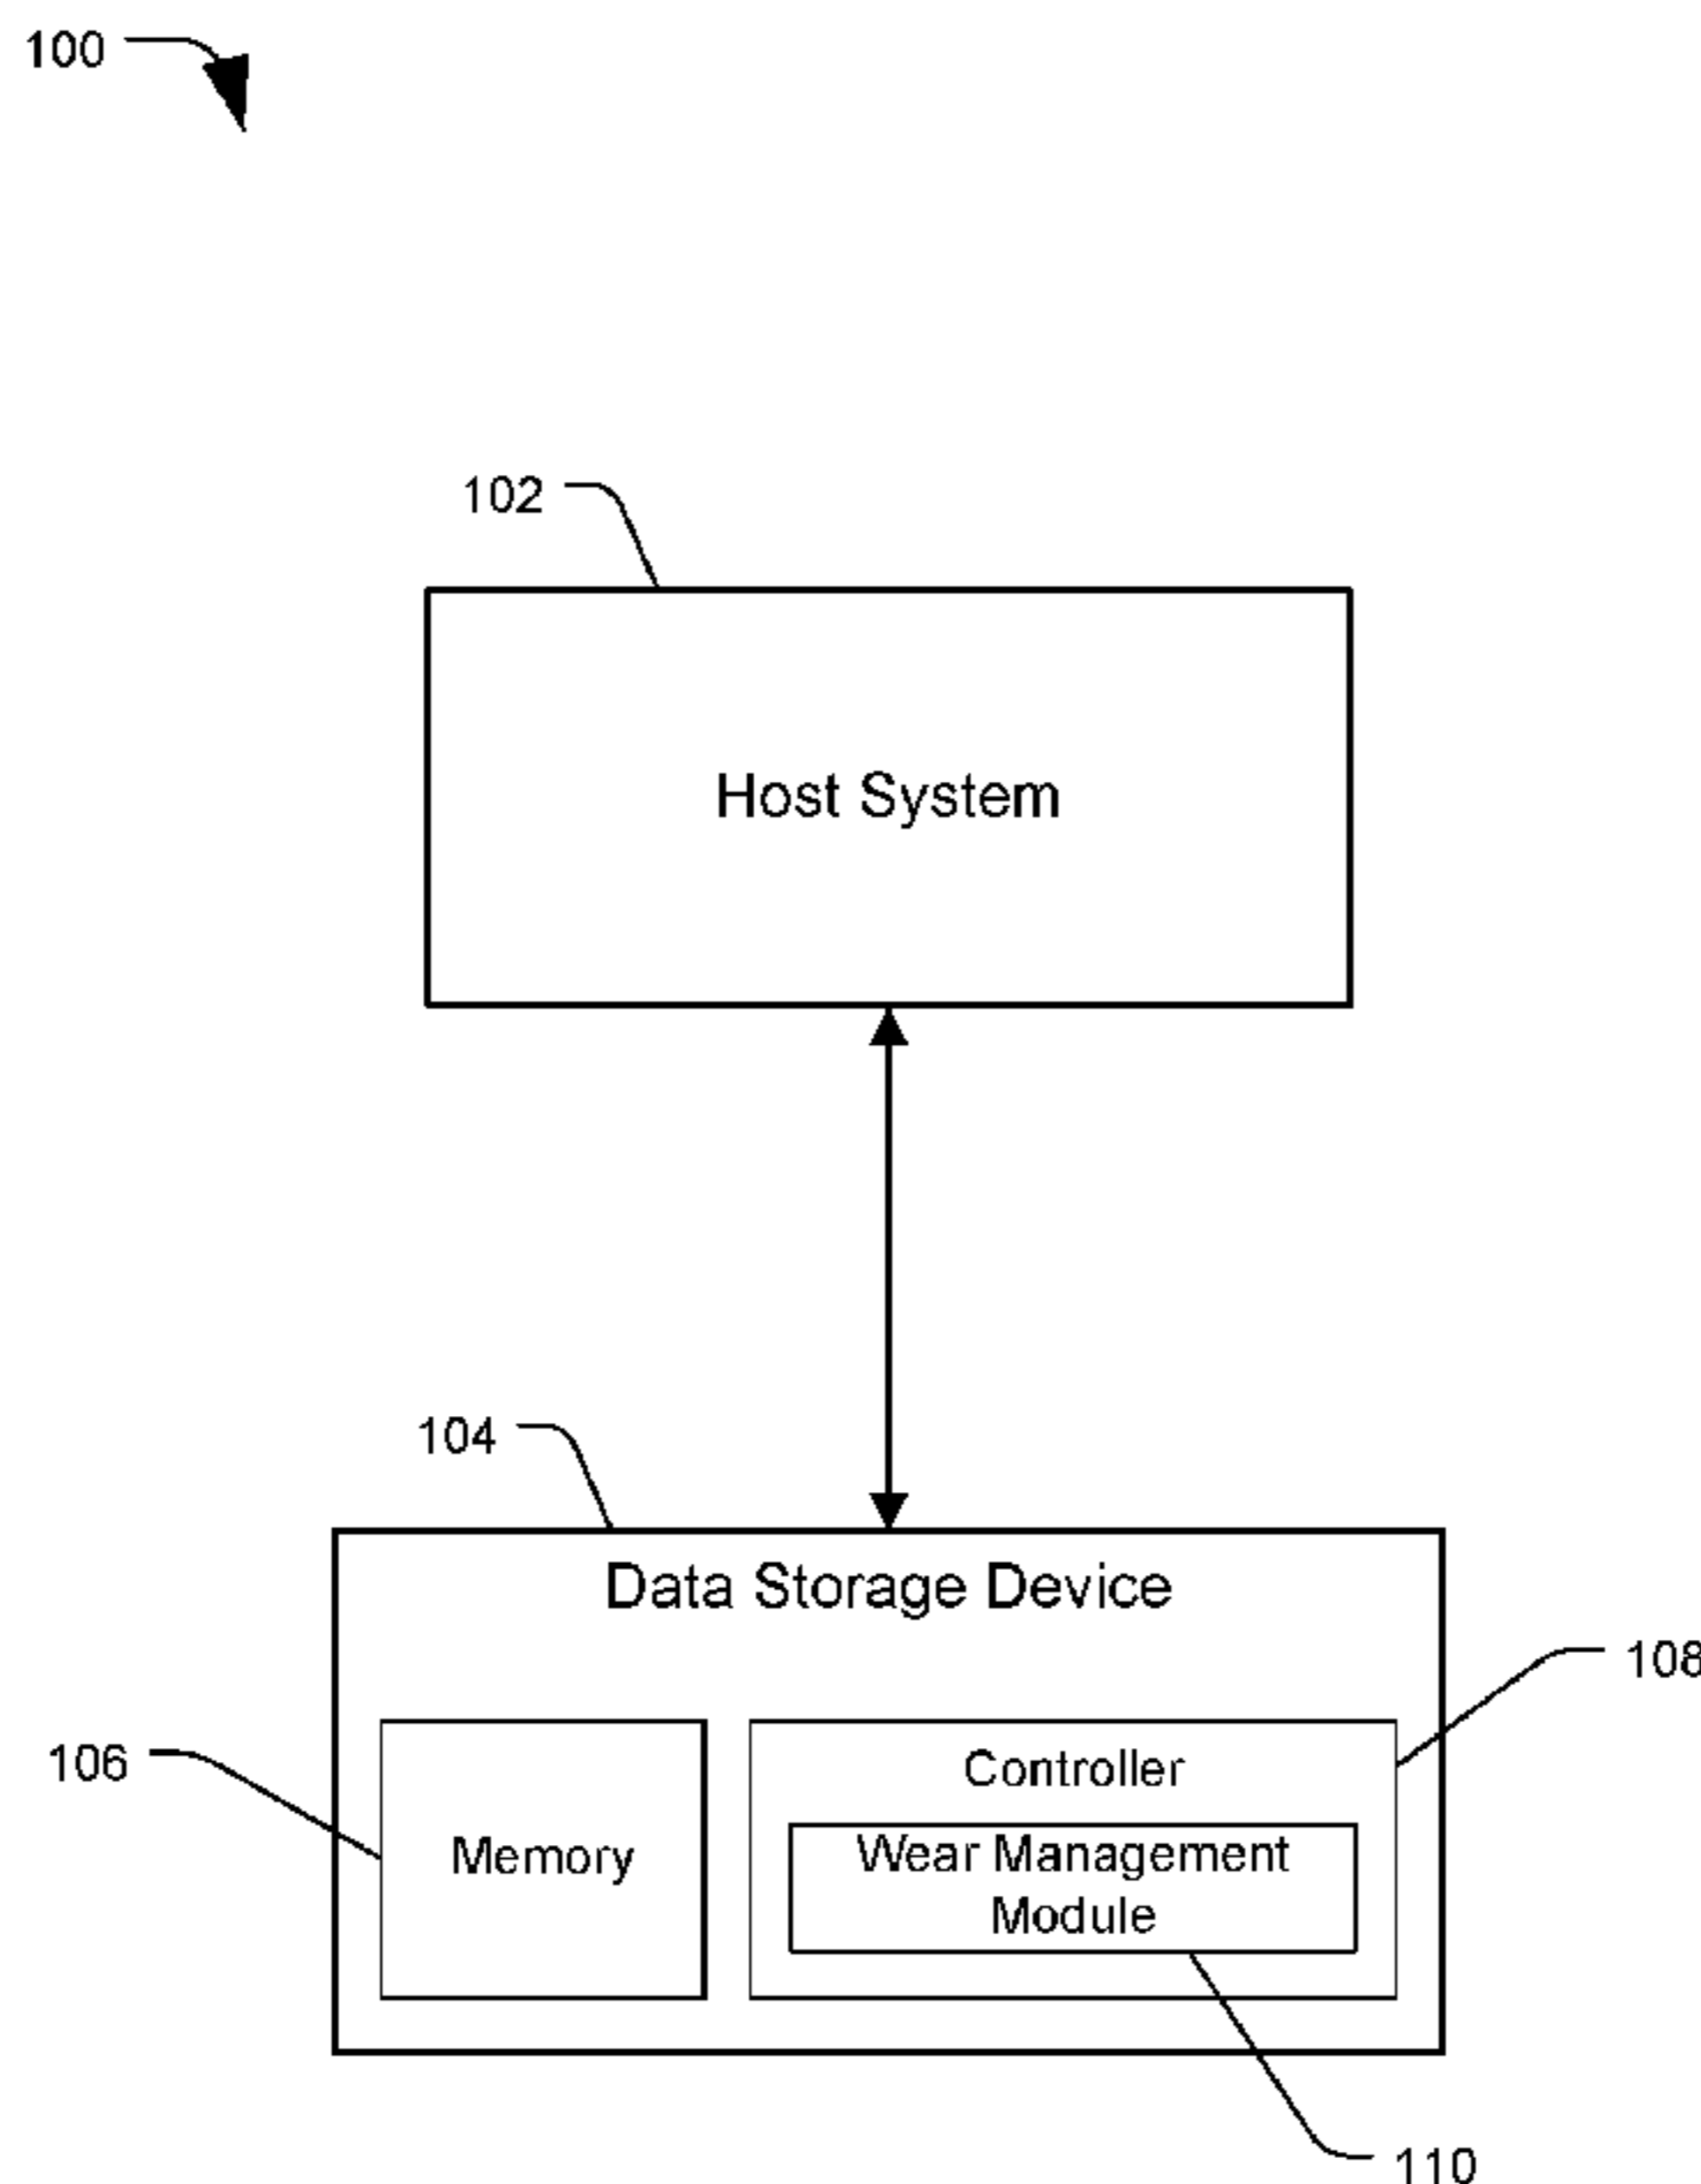 100
102
Host System
104
Data Storage Device
108
106
Controller
Memory
Wear Management
Module
110